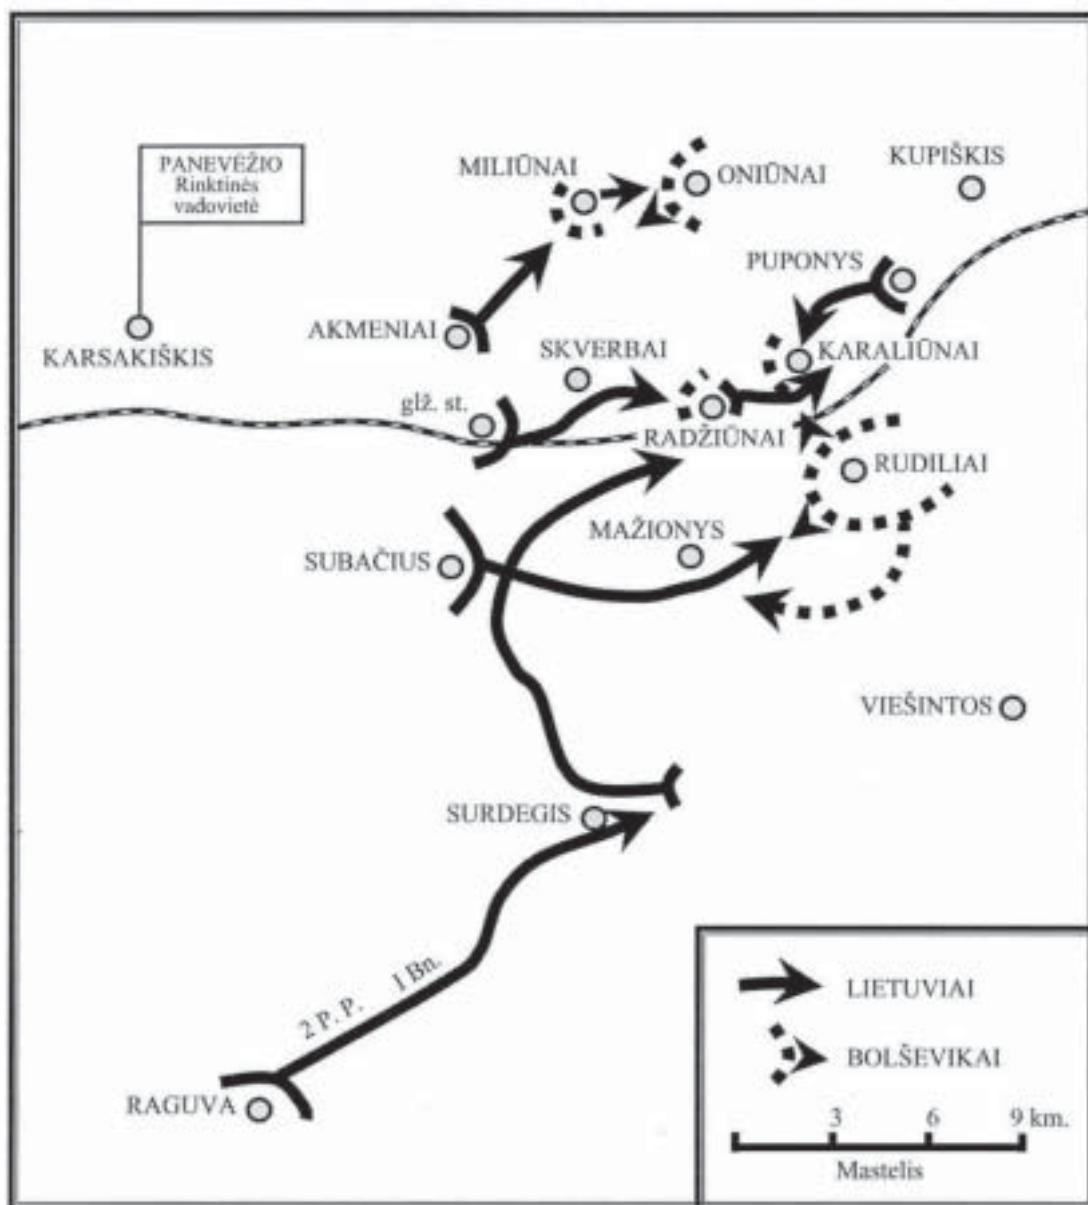 PANEVĖŽIO
Rinktinės
vadovietė
MILIŪNAI
ONIŪNAI
KUPIŠKIS
PUPONYS
AKMENIAI
KARSAKIŠKIS
SKVERBAI
KARALIŪNAI
glž. st.
RADŽIŪNAI
RUDILIAI
MAŽIONYS
SUBAČIUS
VIEŠINTOS
SURDEGIS
2 P. P. I Bn.
RAGUVA
LIETUVIAI
BOLŠEVIKAI
3 6 9 km.
Mastelis